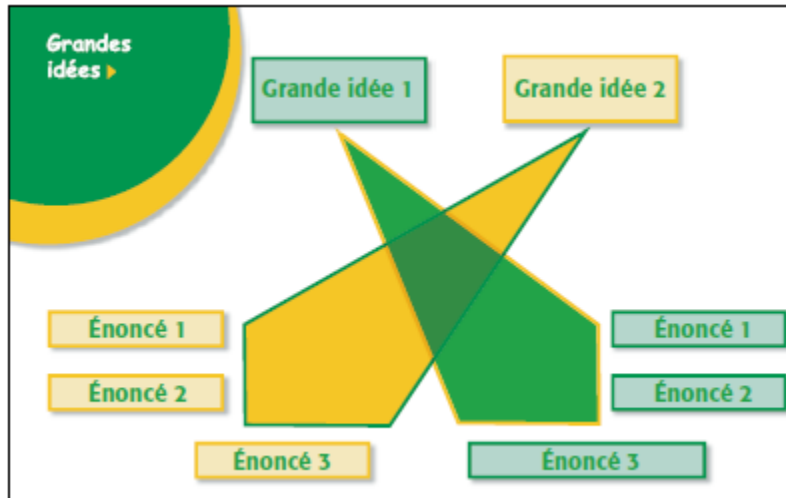 Grandes
idées
Grande idée 1
Grande idée 2
Énoncé 1
Énoncé 1
Énoncé 2
Énoncé 2
Énoncé 3
Énoncé 3